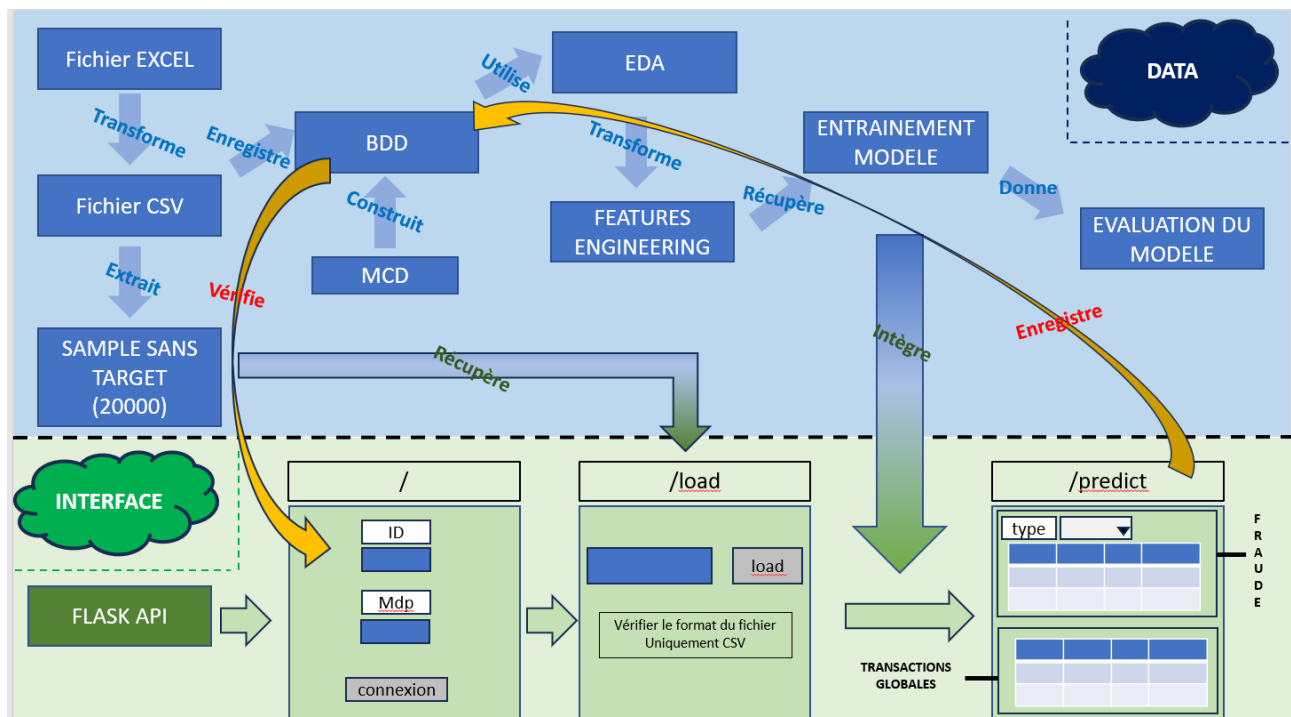 Fichier EXCEL
Transforme
Fichier CSV
Extrait
SAMPLE SANS
TARGET
(20000)
Enregistre
BDD
Construit
MCD
Vérifie
Utilise
EDA
Transforme
FEATURES
ENGINEERING
Récupère
ENTRAINEMENT
MODELE
Donne
EVALUATION DU
MODELE
DATA
Récupère
Intègre
Enregistre
INTERFACE
FLASK API
/
ID
Mdp
connexion
/load
load
Vérifier le format du fichier
Uniquement CSV
/predict
type
FRAUDE
TRANSACTIONS
GLOBALES